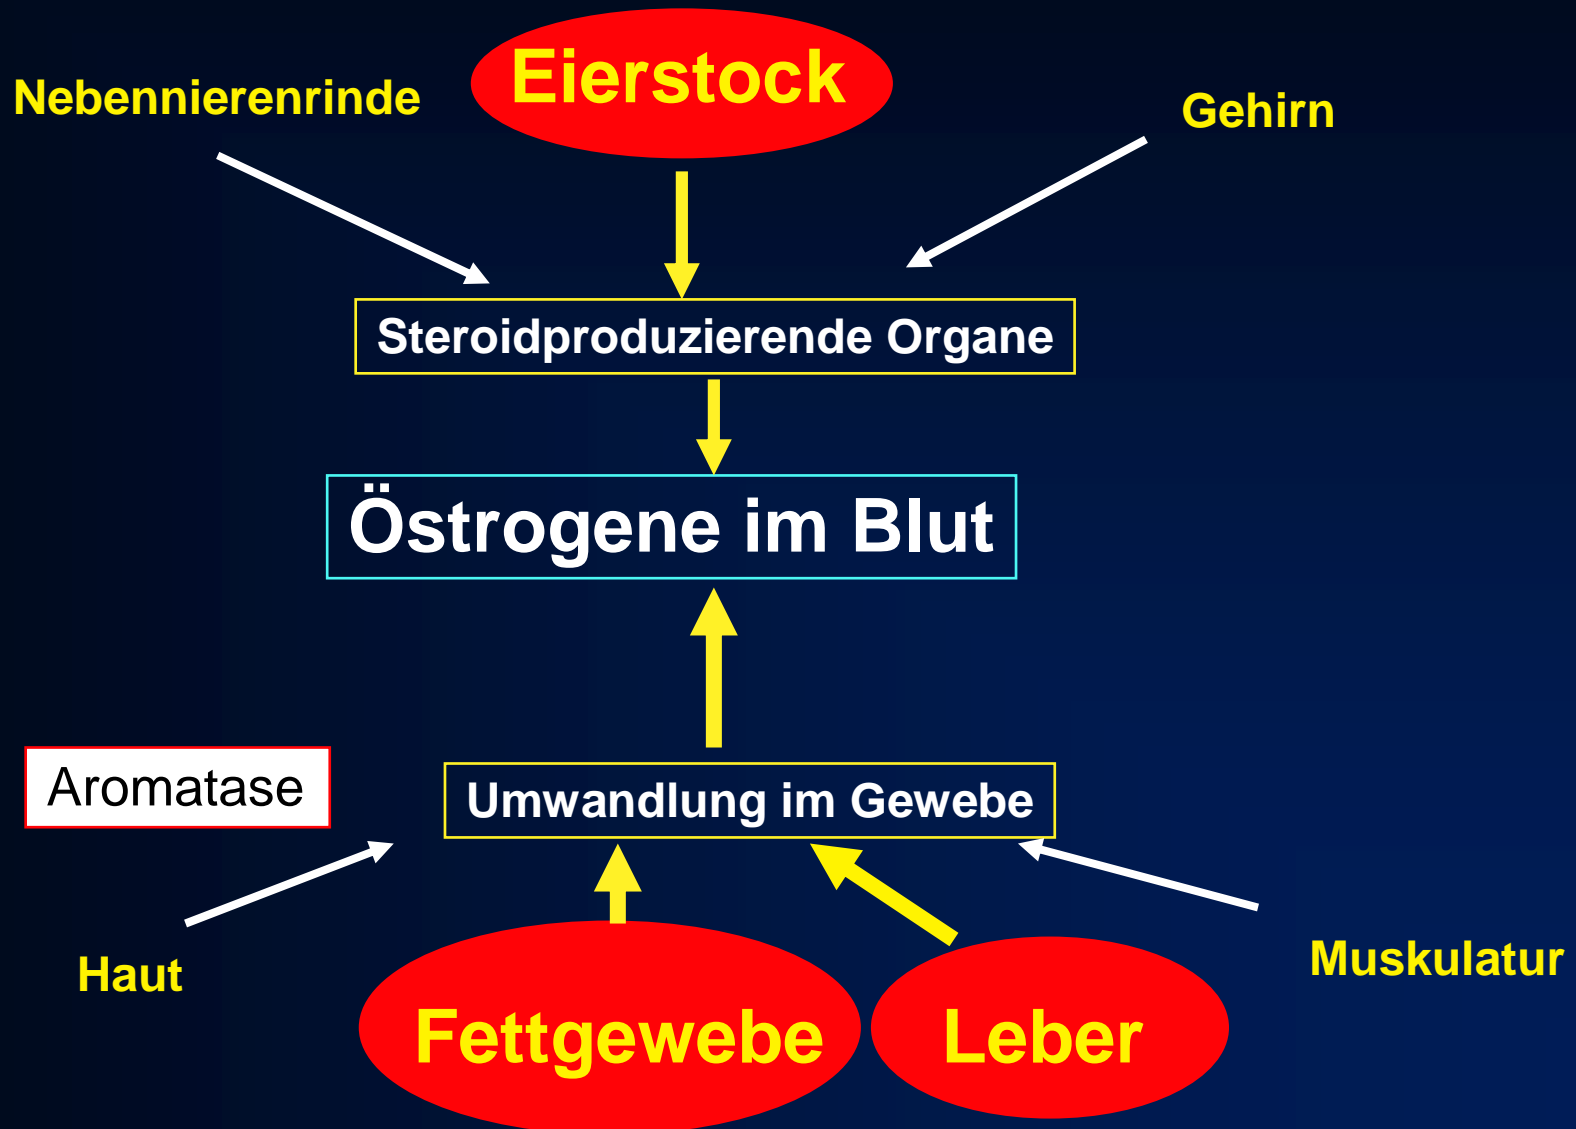 Eierstock
Nebennierenrinde
Gehirn
Steroidproduzierende Organe
Östrogene im Blut
Aromatase
Umwandlung im Gewebe
Haut
Muskulatur
Fettgewebe
Leber